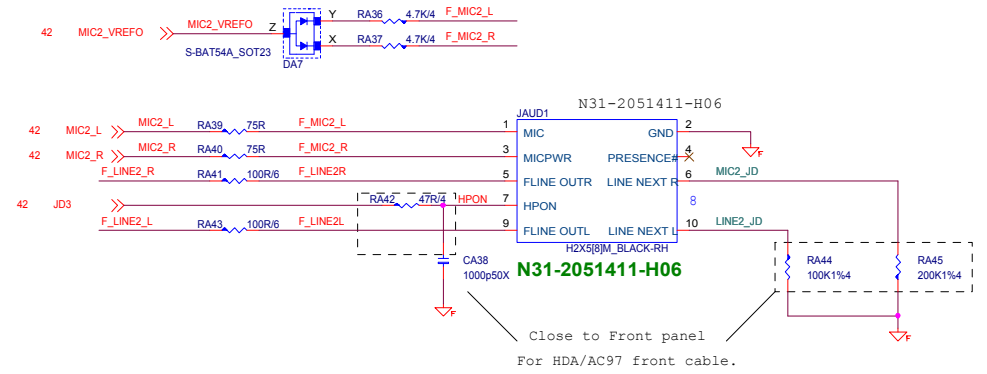 42 MIC2_VREFO MIC2_VREFO Z Y RA36 4.7K/4 F_MIC2_L
X RA37 4.7K/4 F_MIC2_R
S-BAT54A_SOT23
DA7
N31-2051411-H06
JAUD1
42 MIC2_L MIC2_L RA39 75R F_MIC2_L 1 MIC GND 2 F
42 MIC2_R MIC2_R RA40 75R F_MIC2_R 3 MICPWR PRESENCE# 4
F_LINE2_R RA41 100R/6 F_LINE2R 5 FLINE OUTR LINE NEXT R 6 MIC2_JD
42 JD3 RA42 47R/4 HPON 7 HPON 8
F_LINE2_L RA43 100R/6 F_LINE2L 9 FLINE OUTL LINE NEXT L 10 LINE2_JD
H2X5[8]M_BLACK-RH
N31-2051411-H06
CA38
1000p50X
F
RA44
100K1%4
RA45
200K1%4
F
Close to Front panel
For HDA/AC97 front cable.